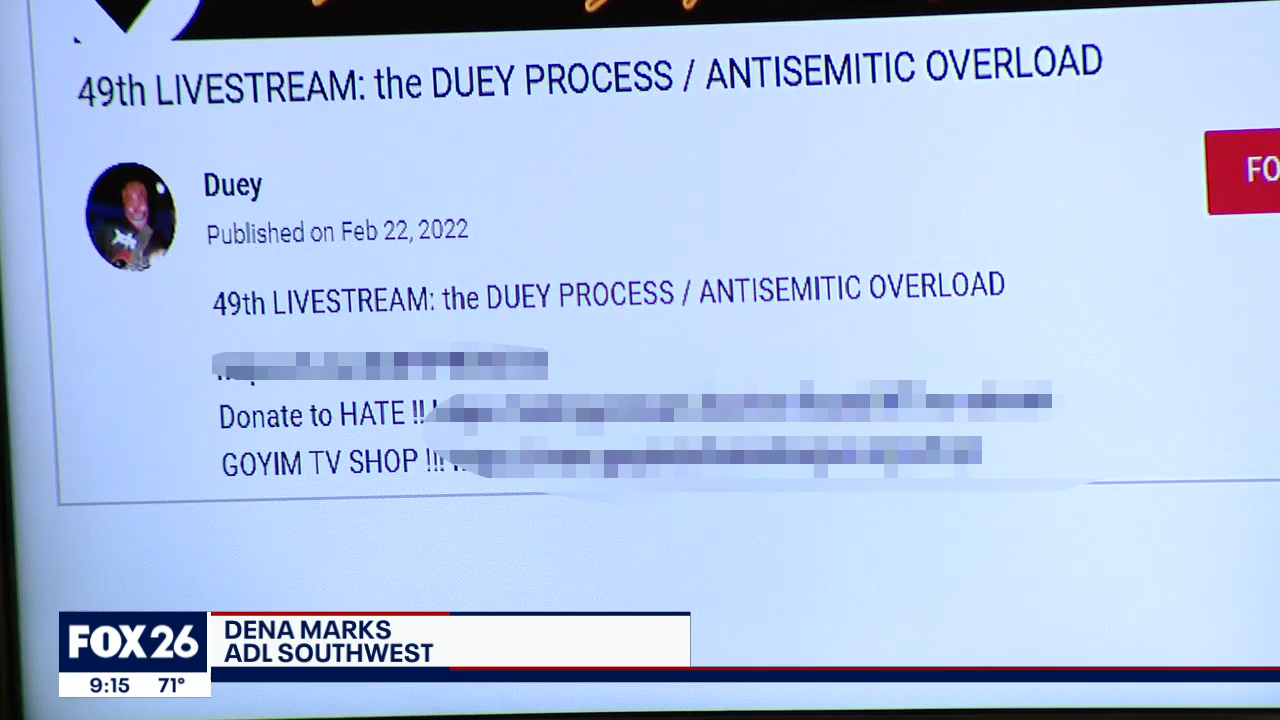 49th LIVESTREAM: the DUEY PROCESS / ANTISEMITIC OVERLOAD
FO
Duey
Published on Feb 22, 2022
49th LIVESTREAM: the DUEY PROCESS / ANTISEMITIC OVERLOAD
Donate to HATE !!
GOYIM TV SHOP !!!
FOX 26
DENA MARKS
ADL SOUTHWEST
9:15 71°